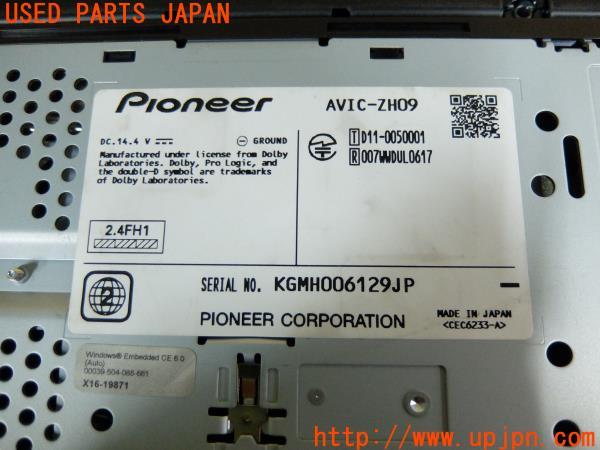 USED PARTS JAPAN
Pioneer
AVIC-ZH09
DC.14.4 V
GROUND
T D11-0050001
R 007WWDUL0617
Manufactured under license from Dolby
Laboratories. Dolby, Pro Logic, and
the double-D symbol are trademarks
of Dolby Laboratories.
2.4FH1
2
SERIAL NO. KGMH006129JP
PIONEER CORPORATION
MADE IN JAPAN
<CEC6233-A>
Windows® Embedded CE 6.0
(Auto)
00039-504-088-661
X16-19871
http://www.upjpn.com